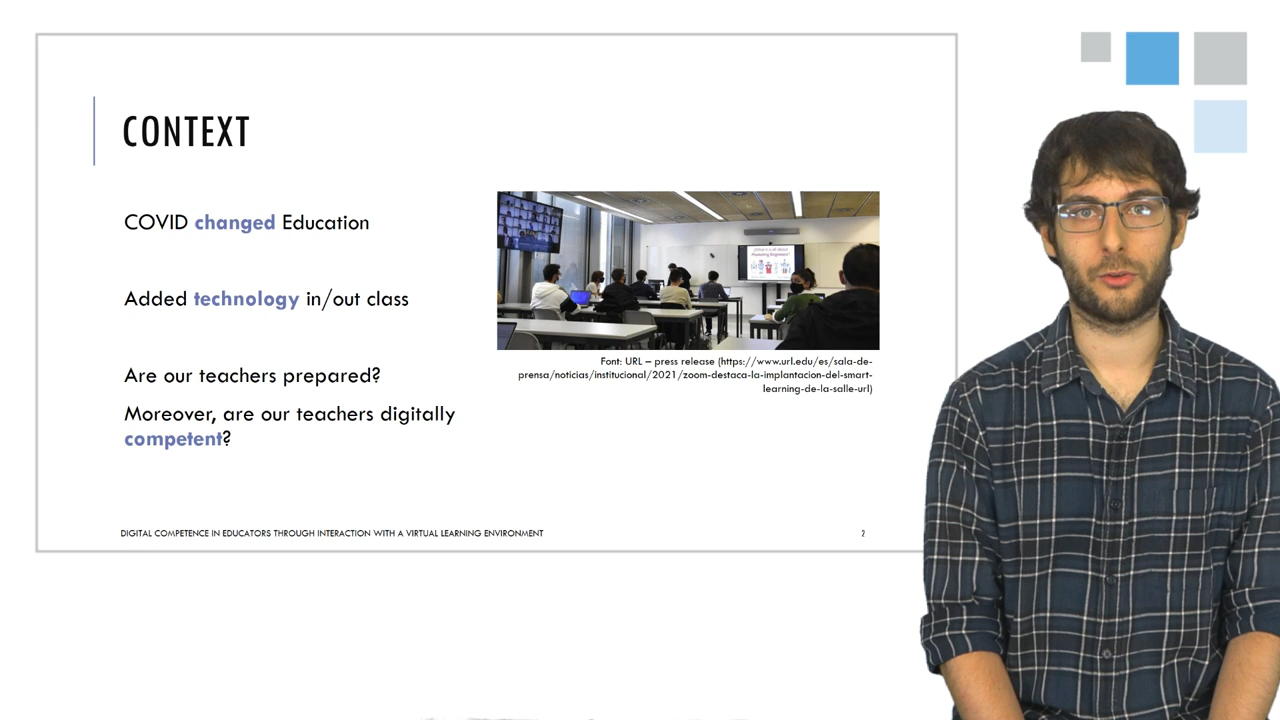 CONTEXT
COVID changed Education
Added technology in/out class
Are our teachers prepared?
Moreover, are our teachers digitally
competent?
Font: URL – press release (https://www.url.edu/es/sala-de-
prensa/noticias/institucional/2021/zoom-destaca-la-implantacion-del-smart-
learning-de-la-salle-url)
DIGITAL COMPETENCE IN EDUCATORS THROUGH INTERACTION WITH A VIRTUAL LEARNING ENVIRONMENT
2